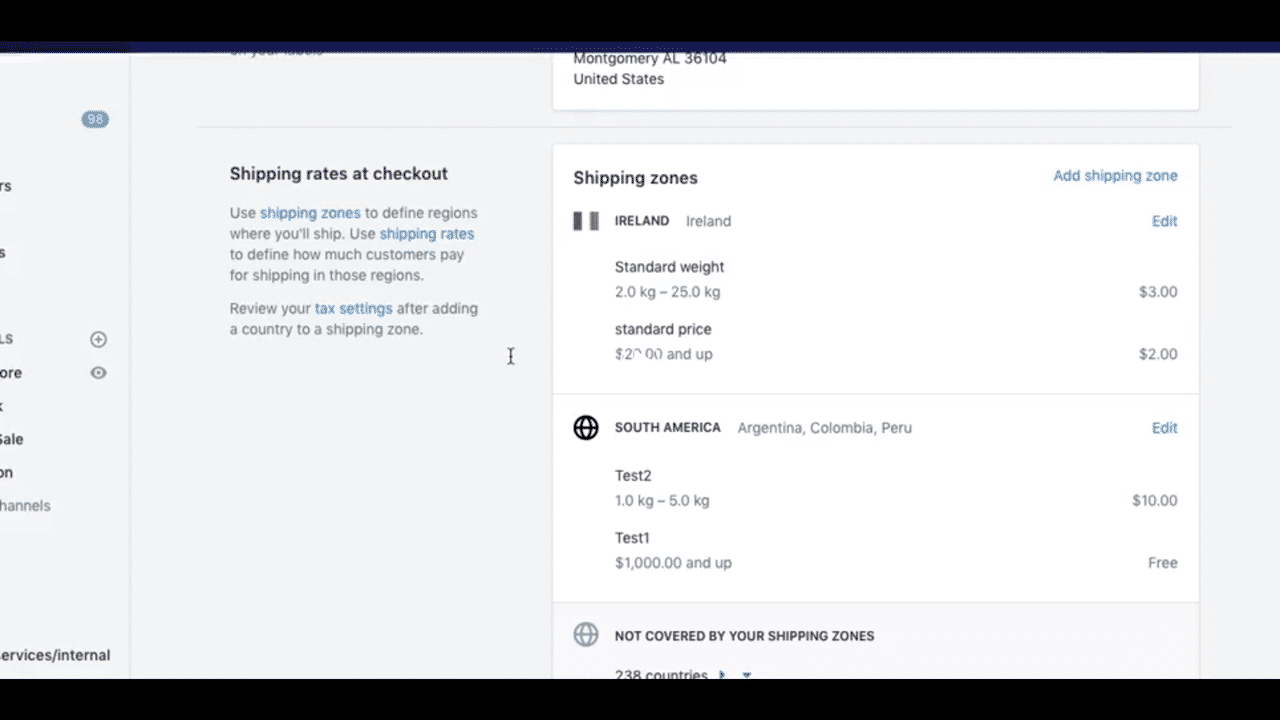 Montgomery AL 36104
United States
98
rs
s
LS
ore
k
Sale
on
hannels
ervices/internal
Shipping rates at checkout
Use shipping zones to define regions
where you'll ship. Use shipping rates
to define how much customers pay
for shipping in those regions.
Review your tax settings after adding
a country to a shipping zone.
Shipping zones
Add shipping zone
IRELAND Ireland
Edit
Standard weight
2.0 kg – 25.0 kg
$3.00
standard price
and up
$2.00
SOUTH AMERICA Argentina, Colombia, Peru
Edit
Test2
1.0 kg – 5.0 kg
$10.00
Test1
$1,000.00 and up
Free
NOT COVERED BY YOUR SHIPPING ZONES
238 countries